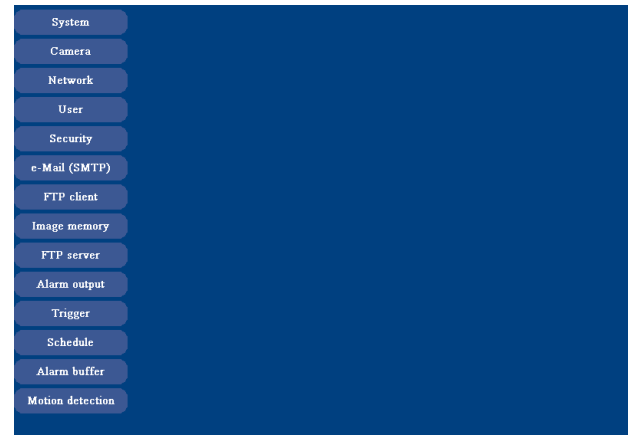 System
Camera
Network
User
Security
e-Mail (SMTP)
FTP client
Image memory
FTP server
Alarm output
Trigger
Schedule
Alarm buffer
Motion detection